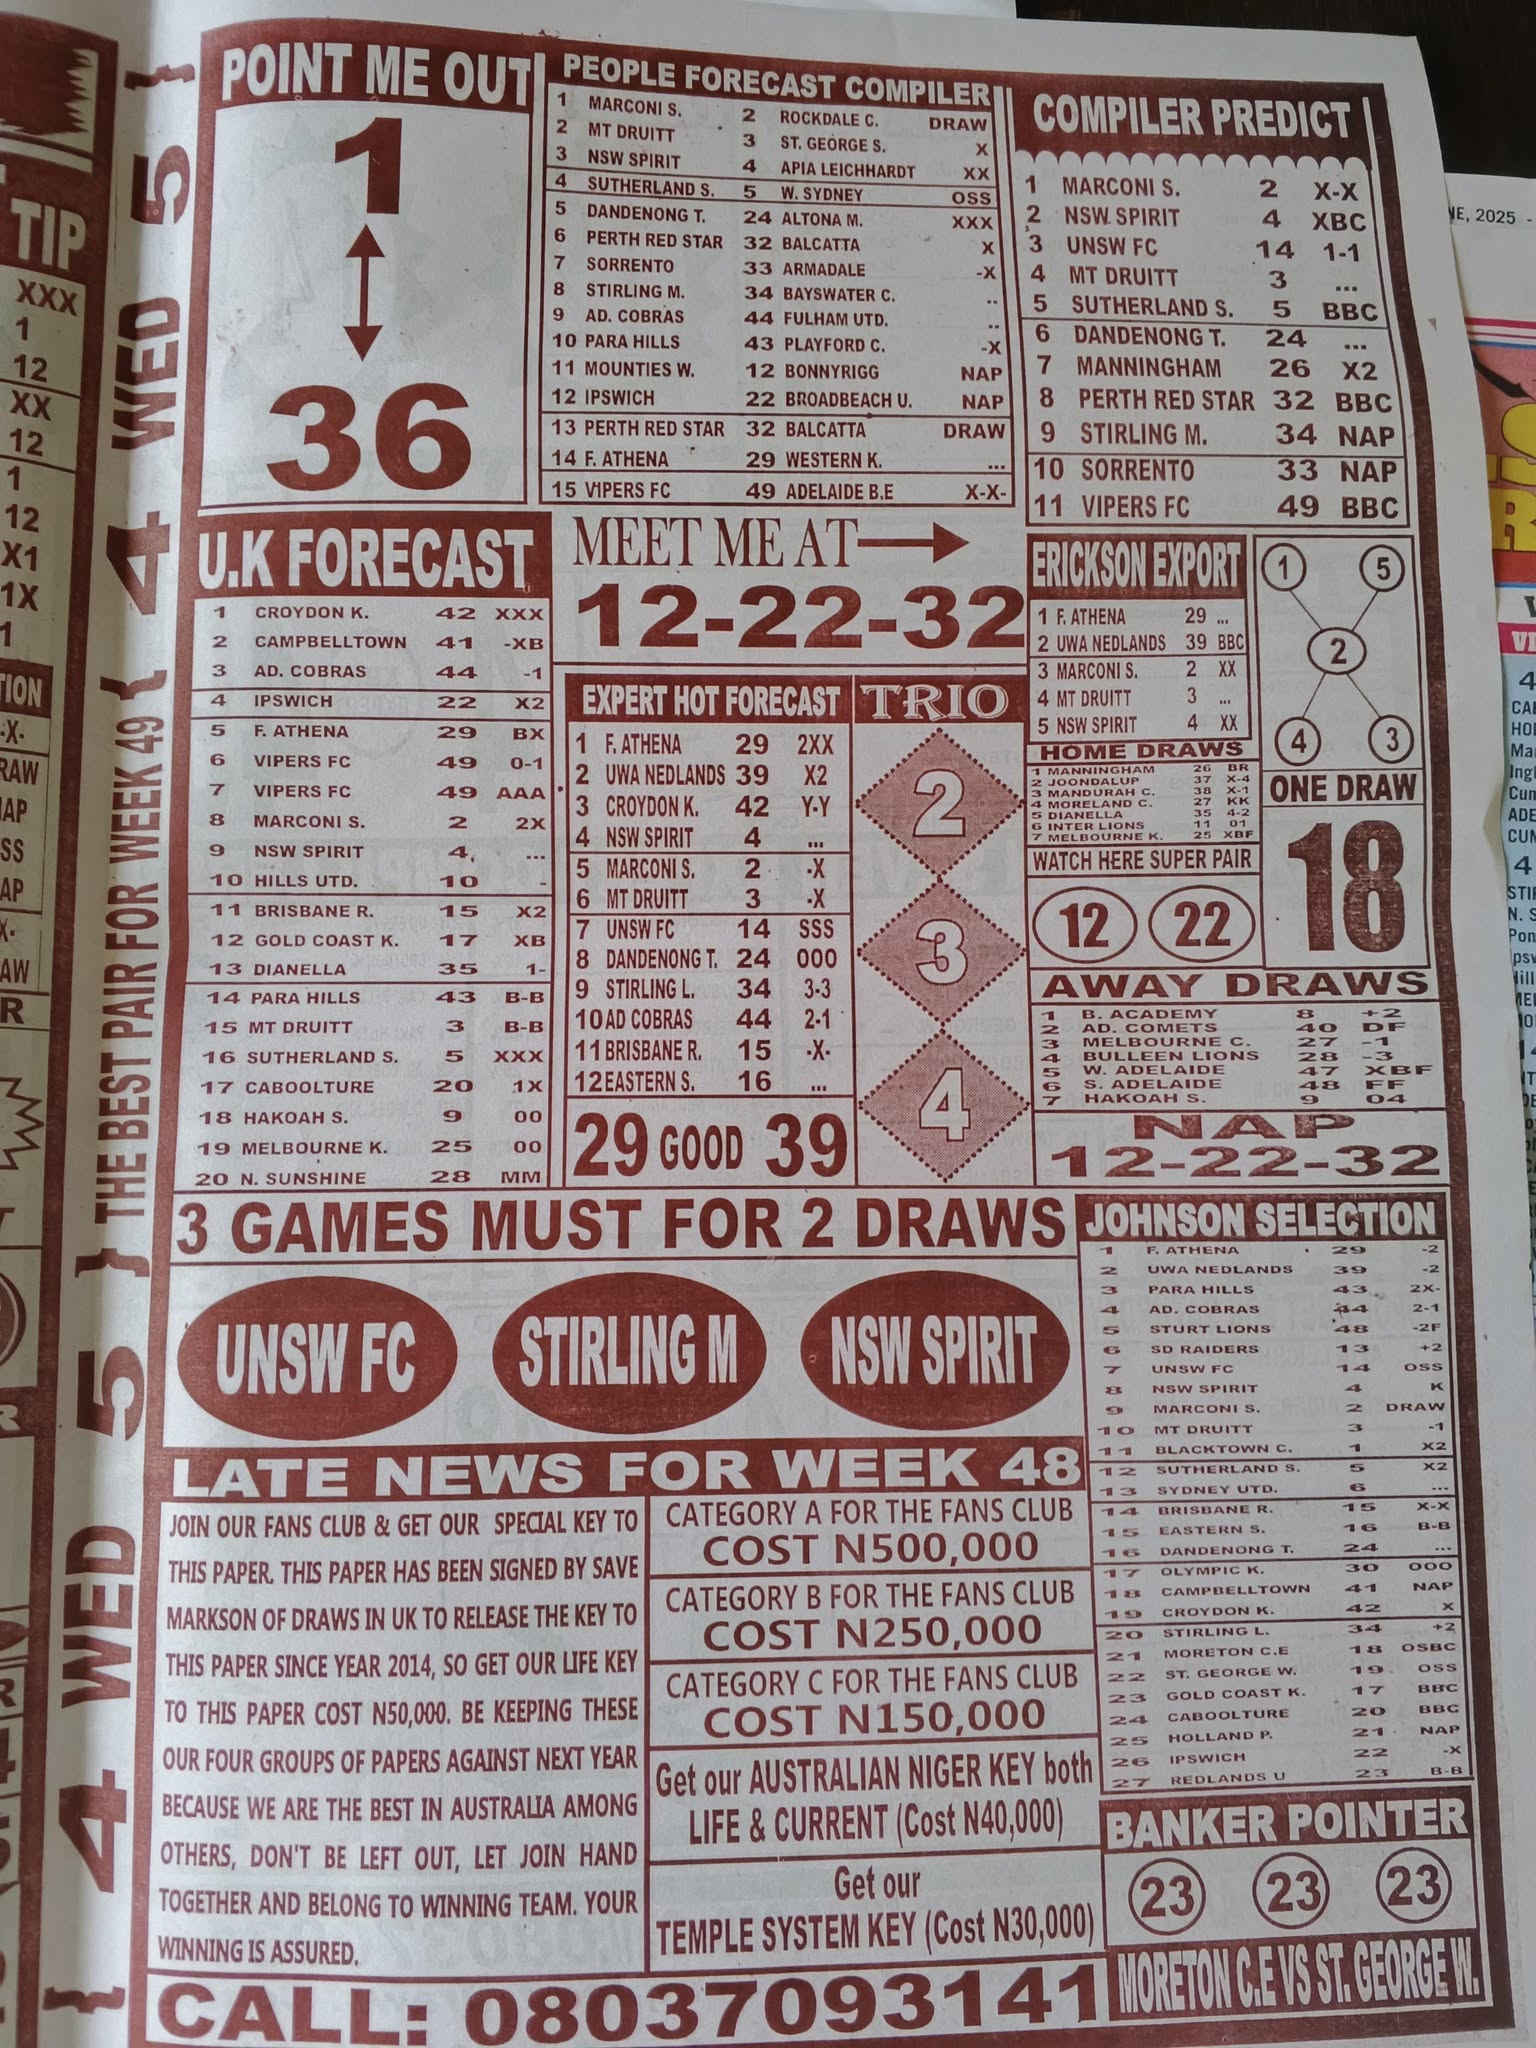 POINT ME OUT
1
36
PEOPLE FORECAST COMPILER
1 MARCONI S. 2 ROCKDALE C. DRAW
2 MT DRUITT 3 ST. GEORGE S. X
3 NSW SPIRIT 4 APIA LEICHHARDT XX
4 SUTHERLAND S. 5 W. SYDNEY OSS
5 DANDENONG T. 24 ALTONA M. XXX
6 PERTH RED STAR 32 BALCATTA X
7 SORRENTO 33 ARMADALE -X
8 STIRLING M. 34 BAYSWATER C. ..
9 AD. COBRAS 44 FULHAM UTD. ..
10 PARA HILLS 43 PLAYFORD C. -X
11 MOUNTIES W. 12 BONNYRIGG NAP
12 IPSWICH 22 BROADBEACH U. NAP
13 PERTH RED STAR 32 BALCATTA DRAW
14 F. ATHENA 29 WESTERN K. ...
15 VIPERS FC 49 ADELAIDE B.E X-X-
COMPILER PREDICT
1 MARCONI S. 2 X-X
2 NSW SPIRIT 4 XBC
3 UNSW FC 14 1-1
4 MT DRUITT 3 ...
5 SUTHERLAND S. 5 BBC
6 DANDENONG T. 24 ...
7 MANNINGHAM 26 X2
8 PERTH RED STAR 32 BBC
9 STIRLING M. 34 NAP
10 SORRENTO 33 NAP
11 VIPERS FC 49 BBC
U.K FORECAST
1 CROYDON K. 42 XXX
2 CAMPBELLTOWN 41 -XB
3 AD. COBRAS 44 -1
4 IPSWICH 22 X2
5 F. ATHENA 29 BX
6 VIPERS FC 49 0-1
7 VIPERS FC 49 AAA
8 MARCONI S. 2 2X
9 NSW SPIRIT 4 ...
10 HILLS UTD. 10 -
11 BRISBANE R. 15 X2
12 GOLD COAST K. 17 XB
13 DIANELLA 35 1-
14 PARA HILLS 43 B-B
15 MT DRUITT 3 B-B
16 SUTHERLAND S. 5 XXX
17 CABOOLTURE 20 1X
18 HAKOAH S. 9 00
19 MELBOURNE K. 25 00
20 N. SUNSHINE 28 MM
MEET ME AT
12-22-32
EXPERT HOT FORECAST
1 F. ATHENA 29 2XX
2 UWA NEDLANDS 39 X2
3 CROYDON K. 42 Y-Y
4 NSW SPIRIT 4 ...
5 MARCONI S. 2 -X
6 MT DRUITT 3 -X
7 UNSW FC 14 SSS
8 DANDENONG T. 24 OOO
9 STIRLING L. 34 3-3
10 AD COBRAS 44 2-1
11 BRISBANE R. 15 -X-
12 EASTERN S. 16 ...
29 GOOD 39
TRIO
2
3
4
ERICKSON EXPORT
1 F. ATHENA 29 ...
2 UWA NEDLANDS 39 BBC
3 MARCONI S. 2 XX
4 MT DRUITT 3 ...
5 NSW SPIRIT 4 XX
HOME DRAWS
1 MANNINGHAM 26 BR
2 JOONDALUP 37 X-4
3 MANDURAH C. 38 X-1
4 MORELAND C. 27 KK
5 DIANELLA 35 4-2
6 INTER LIONS 11 01
7 MELBOURNE K. 25 XBF
WATCH HERE SUPER PAIR
12 22
1 5
2
4 3
ONE DRAW
18
AWAY DRAWS
1 B. ACADEMY 8 +2
2 AD. COMETS 40 DF
3 MELBOURNE C. 27 -1
4 BULLEEN LIONS 28 -3
5 W. ADELAIDE 47 XBF
6 S. ADELAIDE 48 FF
7 HAKOAH S. 9 04
NAP
12-22-32
3 GAMES MUST FOR 2 DRAWS
UNSW FC
STIRLING M
NSW SPIRIT
JOHNSON SELECTION
1 F. ATHENA 29 -2
2 UWA NEDLANDS 39 -2
3 PARA HILLS 43 2X-
4 AD. COBRAS 44 2-1
5 STURT LIONS 48 -2F
6 SD RAIDERS 13 +2
7 UNSW FC 14 OSS
8 NSW SPIRIT 4 K
9 MARCONI S. 2 DRAW
10 MT DRUITT 3 -1
11 BLACKTOWN C. 1 X2
12 SUTHERLAND S. 5 X2
13 SYDNEY UTD. 6 ...
14 BRISBANE R. 15 X-X
15 EASTERN S. 16 B-B
16 DANDENONG T. 24 ...
17 OLYMPIC K. 30 OOO
18 CAMPBELLTOWN 41 NAP
19 CROYDON K. 42 X
20 STIRLING L. 34 +2
21 MORETON C.E 18 OSBC
22 ST. GEORGE W. 19 OSS
23 GOLD COAST K. 17 BBC
24 CABOOLTURE 20 BBC
25 HOLLAND P. 21 NAP
26 IPSWICH 22 -X
27 REDLANDS U 23 B-B
LATE NEWS FOR WEEK 48
JOIN OUR FANS CLUB & GET OUR SPECIAL KEY TO
THIS PAPER. THIS PAPER HAS BEEN SIGNED BY SAVE
MARKSON OF DRAWS IN UK TO RELEASE THE KEY TO
THIS PAPER SINCE YEAR 2014, SO GET OUR LIFE KEY
TO THIS PAPER COST N50,000. BE KEEPING THESE
OUR FOUR GROUPS OF PAPERS AGAINST NEXT YEAR
BECAUSE WE ARE THE BEST IN AUSTRALIA AMONG
OTHERS, DON'T BE LEFT OUT, LET JOIN HAND
TOGETHER AND BELONG TO WINNING TEAM. YOUR
WINNING IS ASSURED.
CATEGORY A FOR THE FANS CLUB
COST N500,000
CATEGORY B FOR THE FANS CLUB
COST N250,000
CATEGORY C FOR THE FANS CLUB
COST N150,000
Get our AUSTRALIAN NIGER KEY both
LIFE & CURRENT (Cost N40,000)
Get our
TEMPLE SYSTEM KEY (Cost N30,000)
BANKER POINTER
23 23 23
MORETON C.E VS ST. GEORGE W.
CALL: 08037093141
} 4 WED 5 } THE BEST PAIR FOR WEEK 49 { 4 WED 5 }
TIP
XXX
1
12
XX
12
1
12
X1
1X
NE, 2025 -